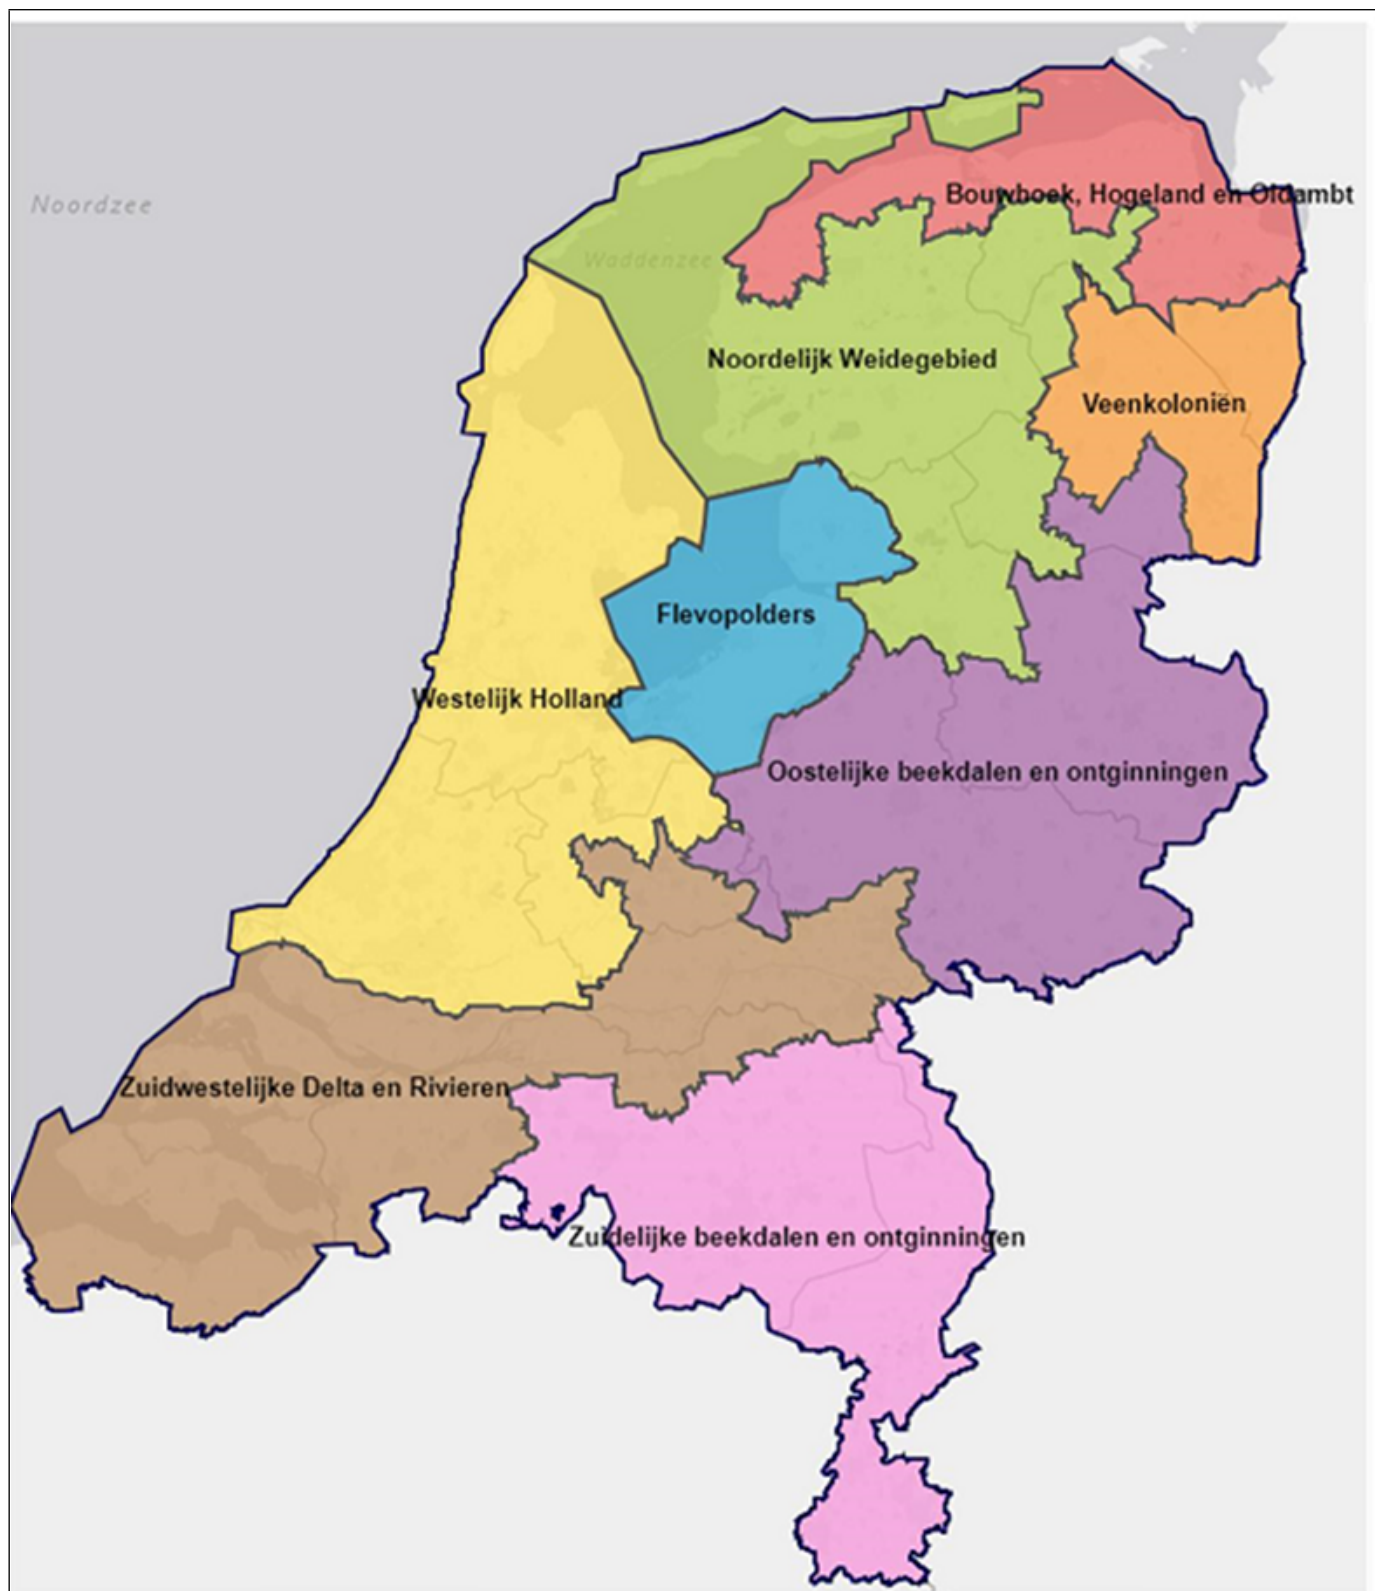 Bouwhoek, Hogeland en Oldambt
Noordzee
Waddenzee
Noordelijk Weidegebied
Veenkoloniën
Flevopolders
Westelijk Holland
Oostelijke beekdalen en ontginningen
Zuidwestelijke Delta en Rivieren
Zuidelijke beekdalen en ontginningen